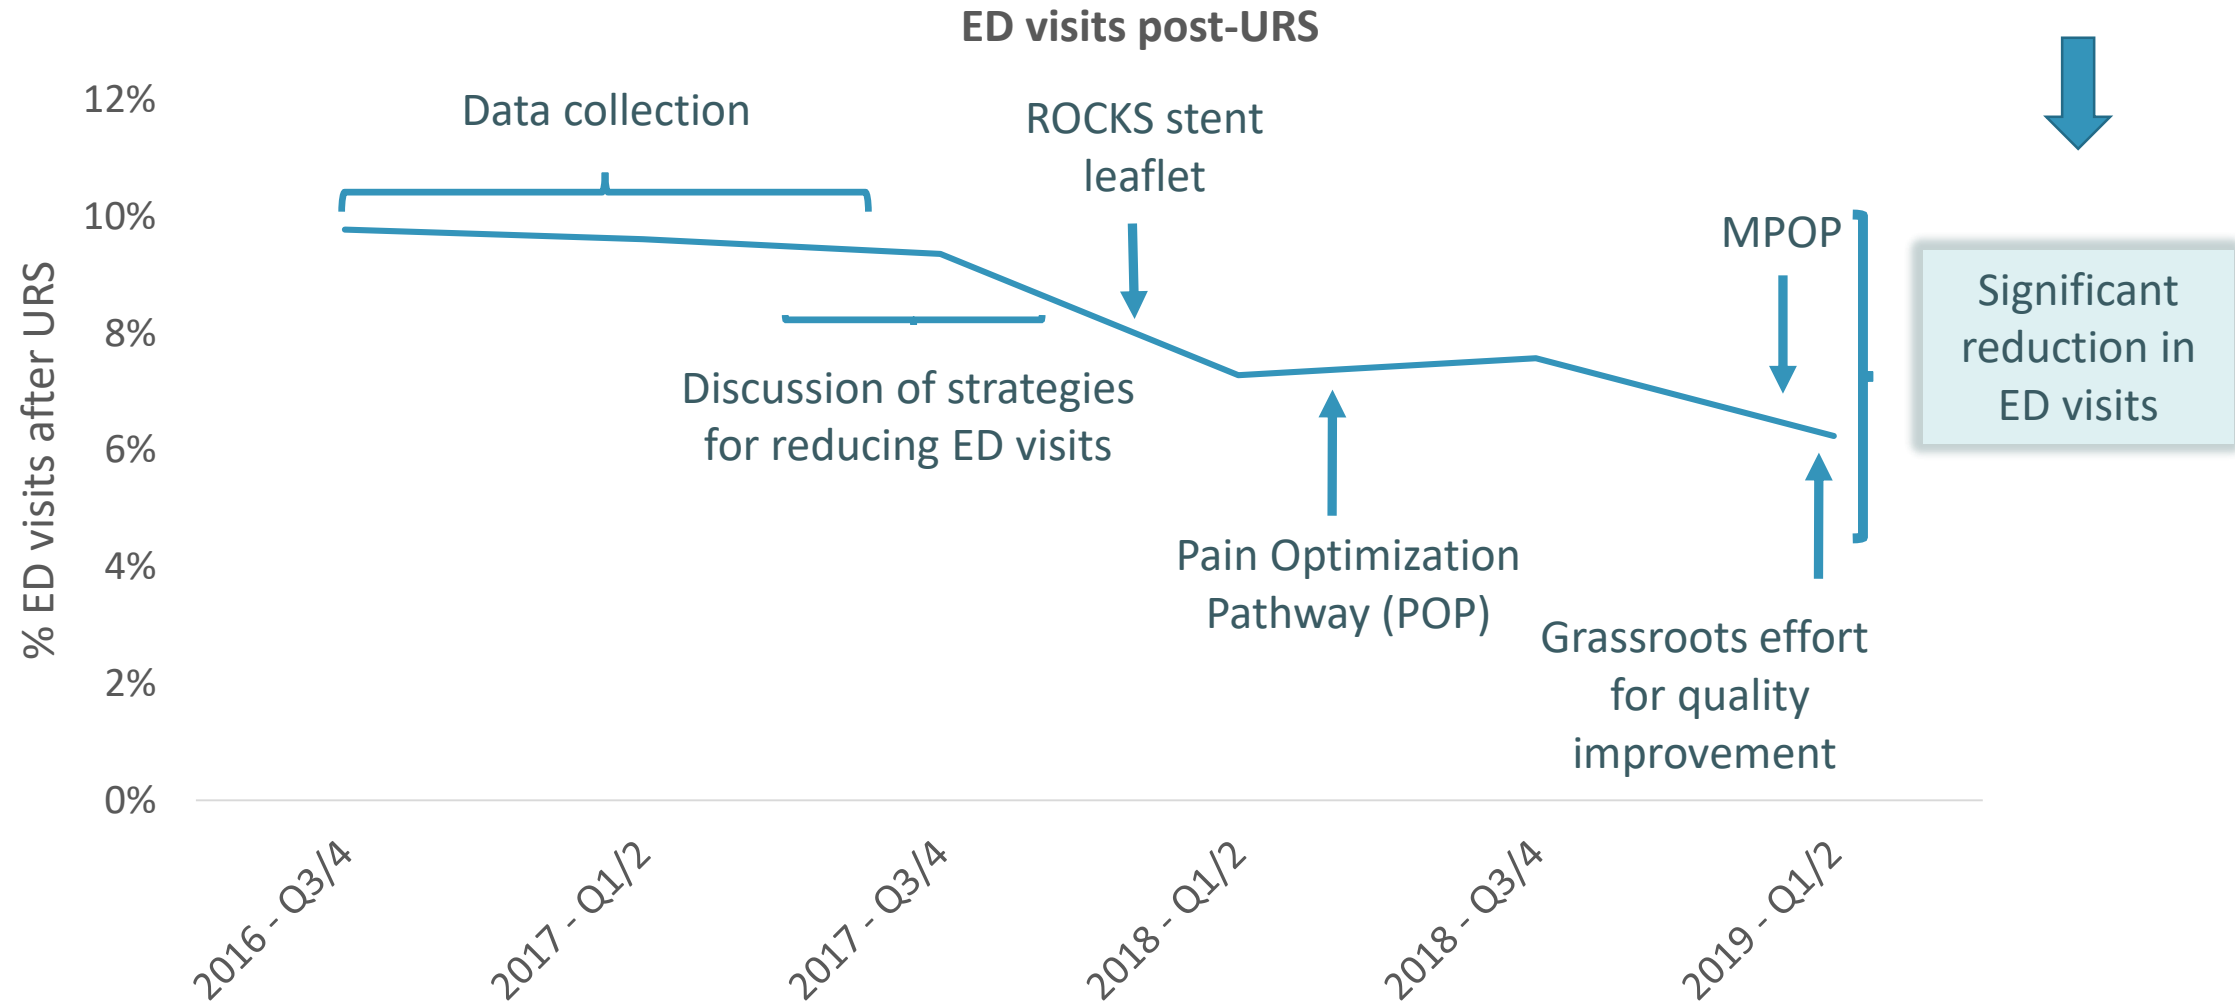 ED visits post-URS
% ED visits after URS
12%
10%
8%
6%
4%
2%
0%
Data collection
ROCKS stent
leaflet
MPOP
Significant
reduction in
ED visits
Discussion of strategies
for reducing ED visits
Pain Optimization
Pathway (POP)
Grassroots effort
for quality
improvement
2016 - Q3/4
2017 - Q1/2
2017 - Q3/4
2018 - Q1/2
2018 - Q3/4
2019 - Q1/2